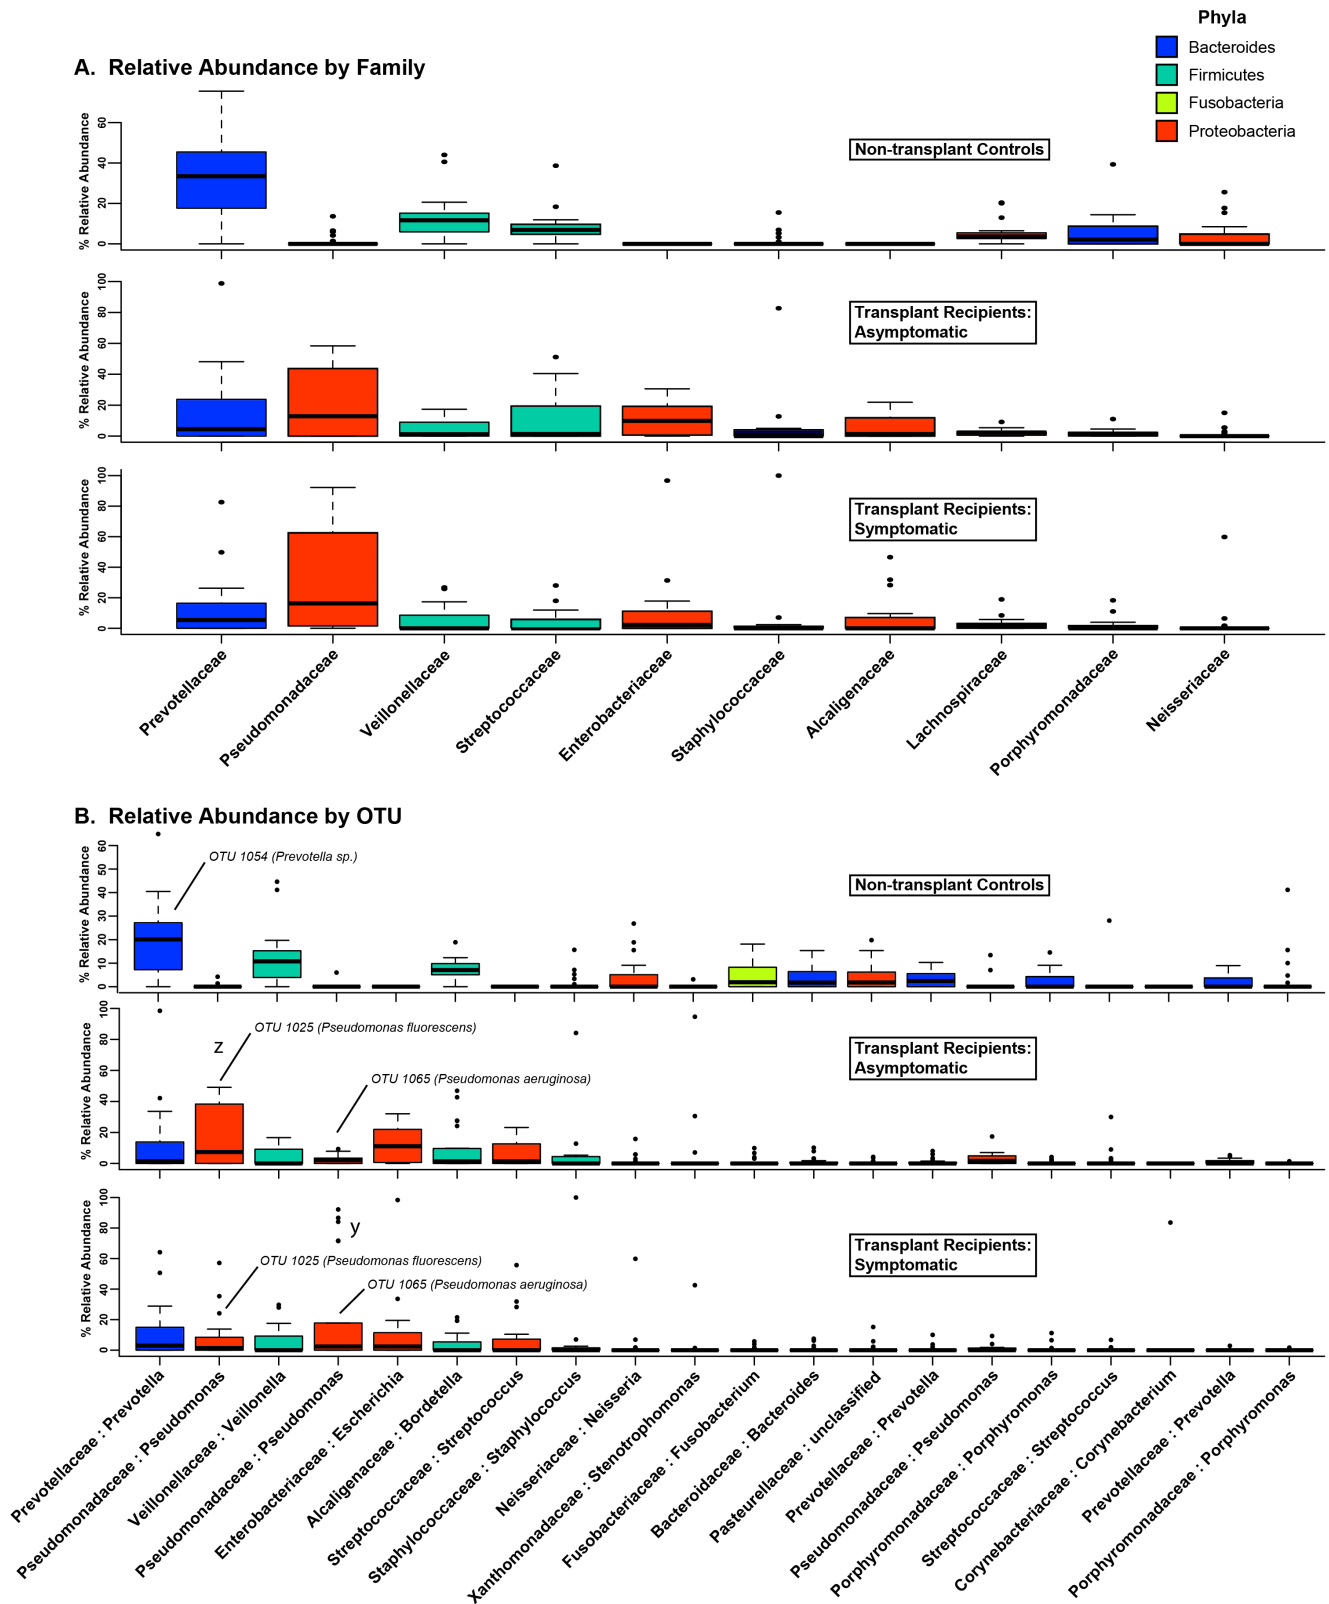 Phyla
Bacteroides
Firmicutes
Fusobacteria
Proteobacteria
A. Relative Abundance by Family
% Relative Abundance
0
20
40
60
Non-transplant Controls
% Relative Abundance
0
20
40
60
80
100
Transplant Recipients:
Asymptomatic
% Relative Abundance
0
20
40
60
80
100
Transplant Recipients:
Symptomatic
Prevotellaceae
Pseudomonadaceae
Veillonellaceae
Streptococcaceae
Enterobacteriaceae
Staphylococcaceae
Alcaligenaceae
Lachnospiraceae
Porphyromonadaceae
Neisseriaceae
B. Relative Abundance by OTU
% Relative Abundance
0
10
20
30
40
50
60
OTU 1054 (Prevotella sp.)
Non-transplant Controls
% Relative Abundance
0
20
40
60
80
100
z
OTU 1025 (Pseudomonas fluorescens)
OTU 1065 (Pseudomonas aeruginosa)
Transplant Recipients:
Asymptomatic
% Relative Abundance
0
20
40
60
80
100
y
OTU 1025 (Pseudomonas fluorescens)
OTU 1065 (Pseudomonas aeruginosa)
Transplant Recipients:
Symptomatic
Prevotellaceae : Prevotella
Pseudomonadaceae : Pseudomonas
Veillonellaceae : Veillonella
Pseudomonadaceae : Pseudomonas
Enterobacteriaceae : Escherichia
Alcaligenaceae : Bordetella
Streptococcaceae : Streptococcus
Staphylococcaceae : Staphylococcus
Neisseriaceae : Neisseria
Xanthomonadaceae : Stenotrophomonas
Fusobacteriaceae : Fusobacterium
Bacteroidaceae : Bacteroides
Pasteurellaceae : unclassified
Prevotellaceae : Prevotella
Pseudomonadaceae : Pseudomonas
Porphyromonadaceae : Porphyromonas
Streptococcaceae : Streptococcus
Corynebacteriaceae : Corynebacterium
Prevotellaceae : Prevotella
Porphyromonadaceae : Porphyromonas